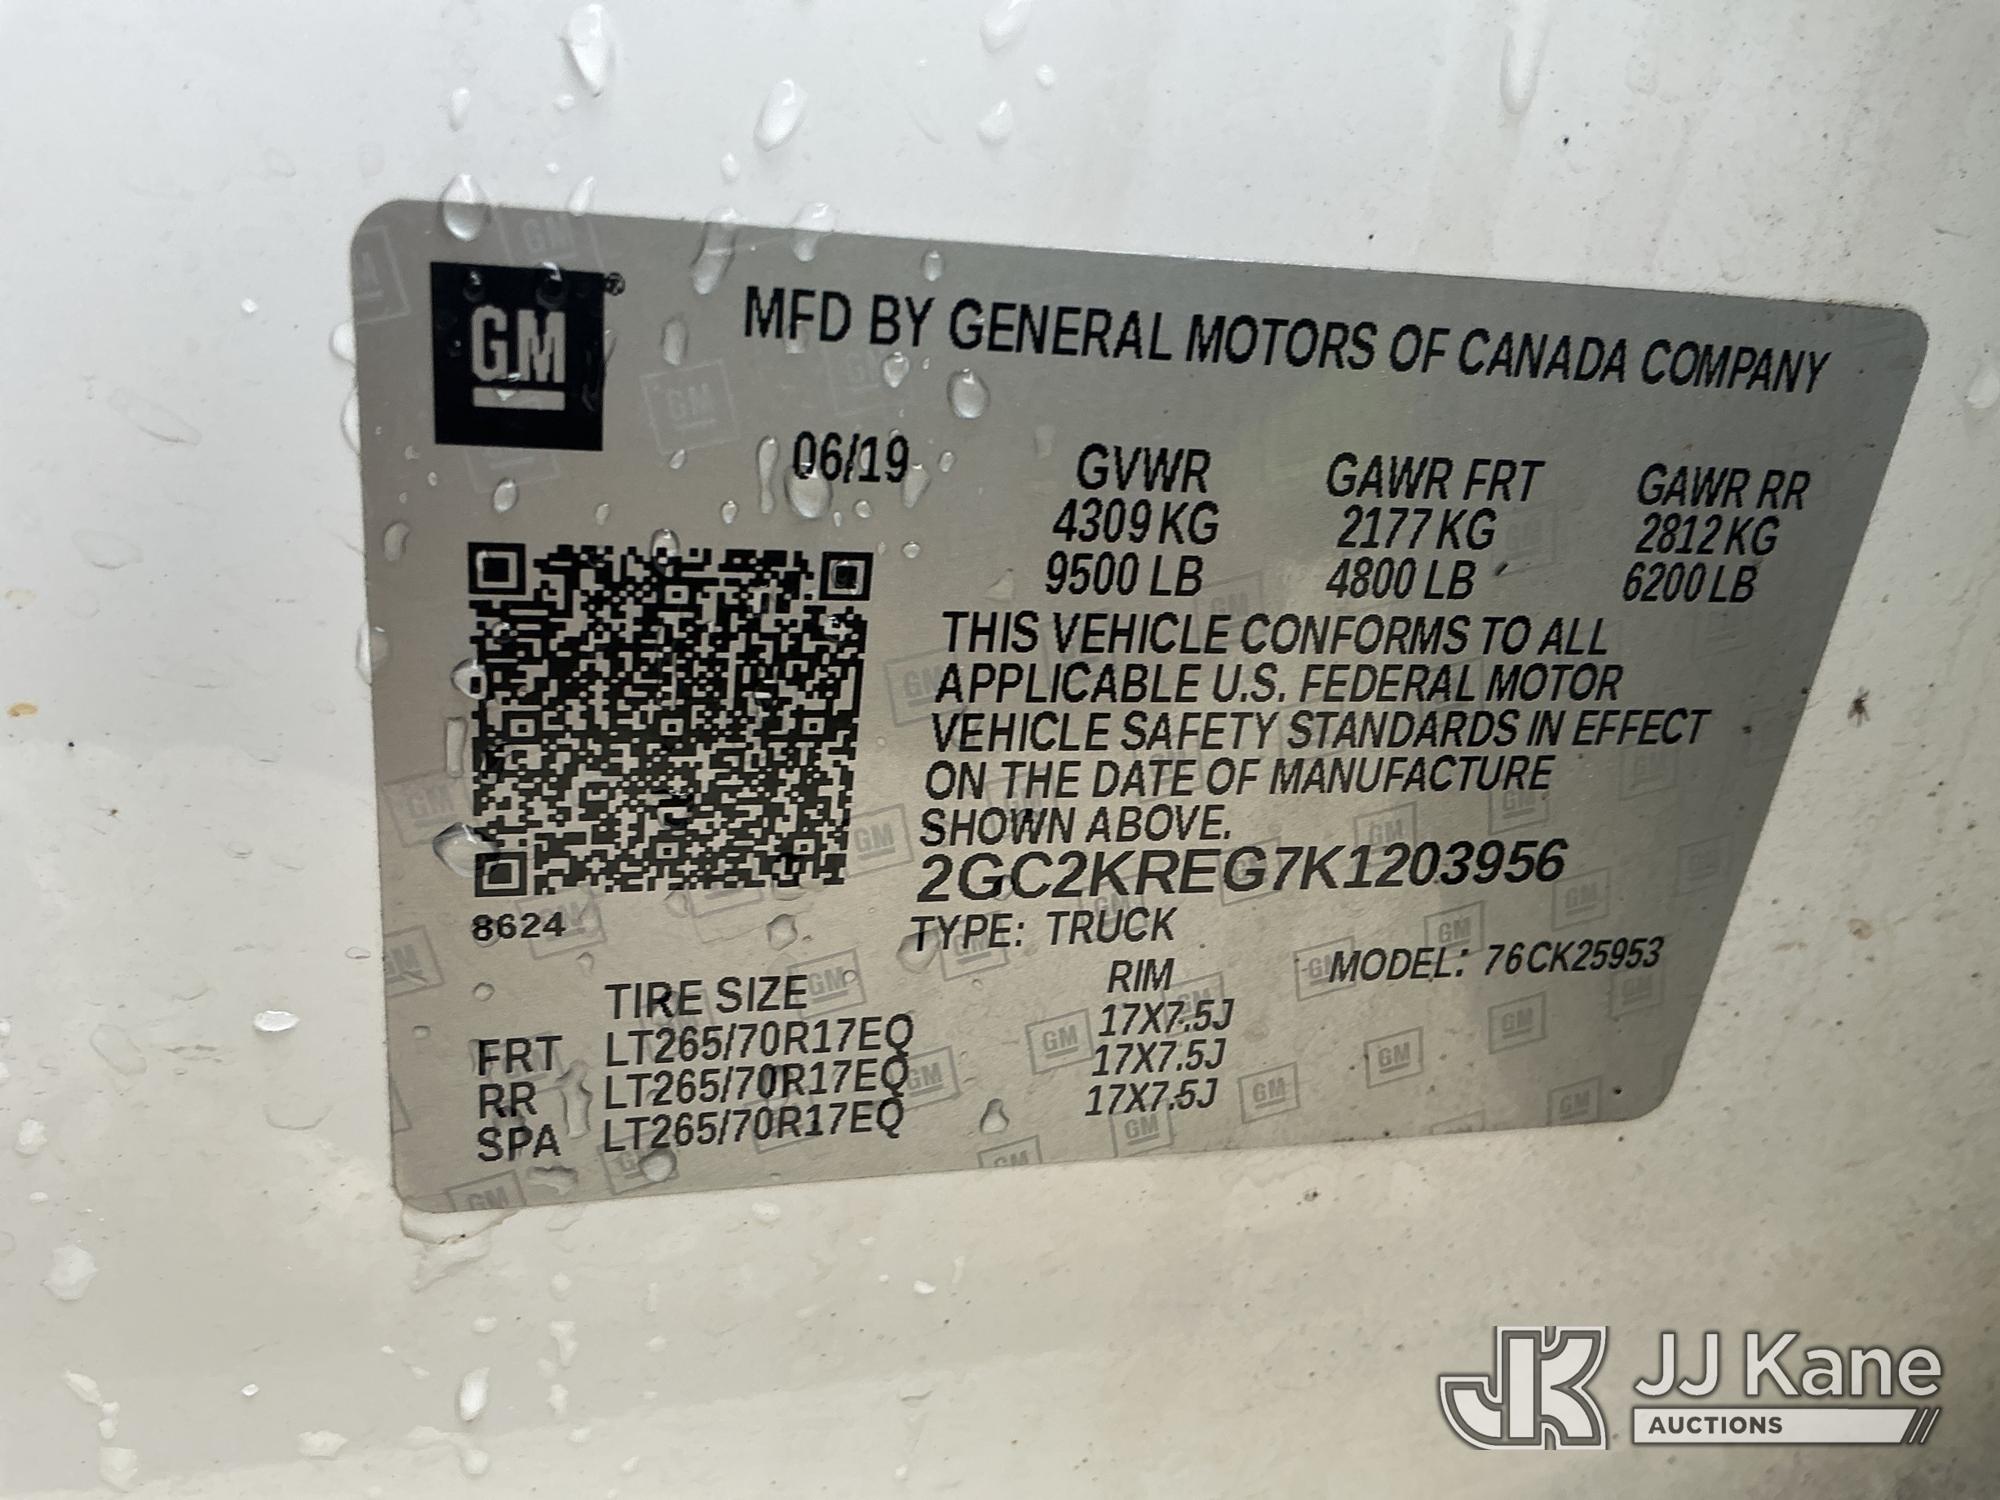 GM
MFD BY GENERAL MOTORS OF CANADA COMPANY
06/19 GVWR GAWR FRT GAWR RR
4309 KG 2177 KG 2812 KG
9500 LB 4800 LB 6200 LB
THIS VEHICLE CONFORMS TO ALL
APPLICABLE U.S. FEDERAL MOTOR
VEHICLE SAFETY STANDARDS IN EFFECT
ON THE DATE OF MANUFACTURE
SHOWN ABOVE.
2GC2KREG7K1203956
8624
TYPE: TRUCK
MODEL: 76CK25953
TIRE SIZE RIM
FRT LT265/70R17EQ 17X7.5J
RR LT265/70R17EQ 17X7.5J
SPA LT265/70R17EQ 17X7.5J
JK JJ Kane
AUCTIONS